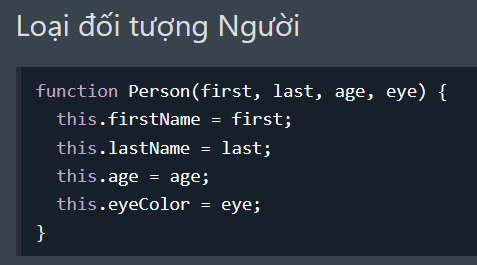 Loại đối tượng Người
function Person(first, last, age, eye) {
  this.firstName = first;
  this.lastName = last;
  this.age = age;
  this.eyeColor = eye;
}